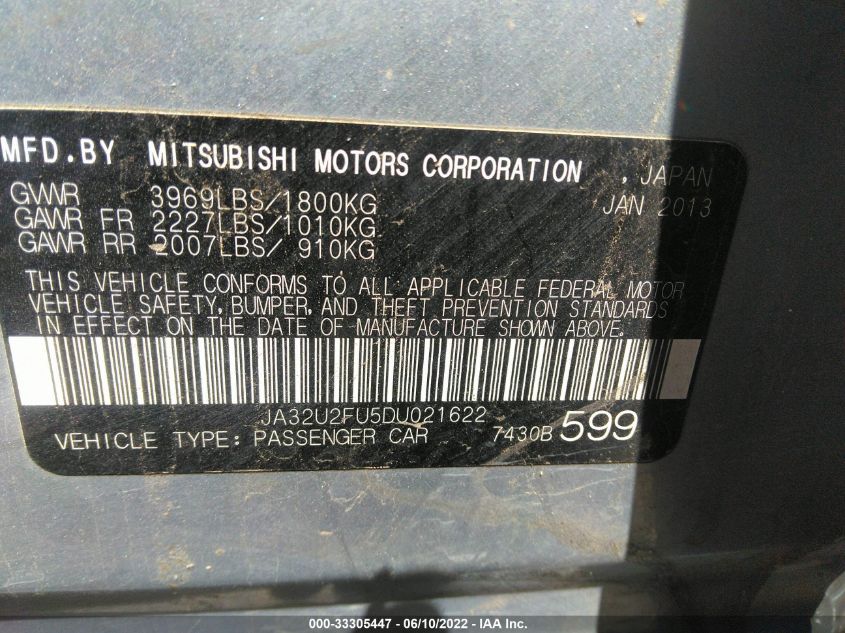 MFD.BY MITSUBISHI MOTORS CORPORATION , JAPAN
GVWR 3969LBS/1800KG JAN 2013
GAWR FR 2227LBS/1010KG
GAWR RR 2007LBS/ 910KG
THIS VEHICLE CONFORMS TO ALL APPLICABLE FEDERAL MOTOR
VEHICLE SAFETY, BUMPER, AND THEFT PREVENTION STANDARDS
IN EFFECT ON THE DATE OF MANUFACTURE SHOWN ABOVE.
JA32U2FU5DU021622
VEHICLE TYPE: PASSENGER CAR 7430B 599
000-33305447 - 06/10/2022 - IAA Inc.